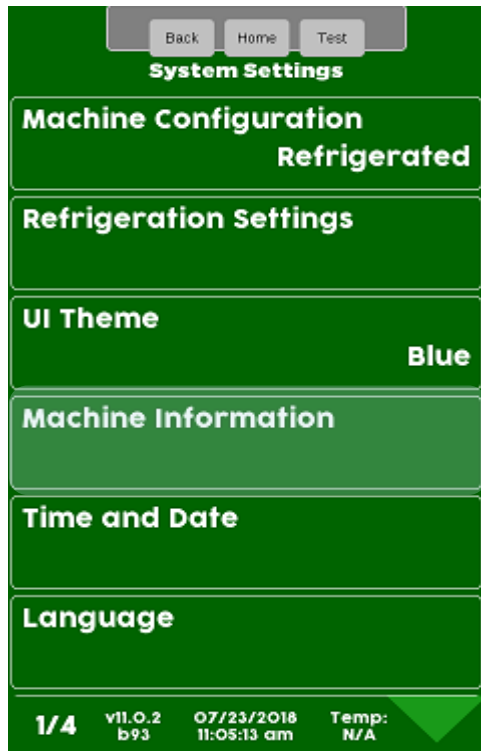 Back Home Test
System Settings
Machine Configuration
Refrigerated
Refrigeration Settings
UI Theme
Blue
Machine Information
Time and Date
Language
1/4 v11.0.2 07/23/2018 Temp:
b93 11:05:13 am N/A